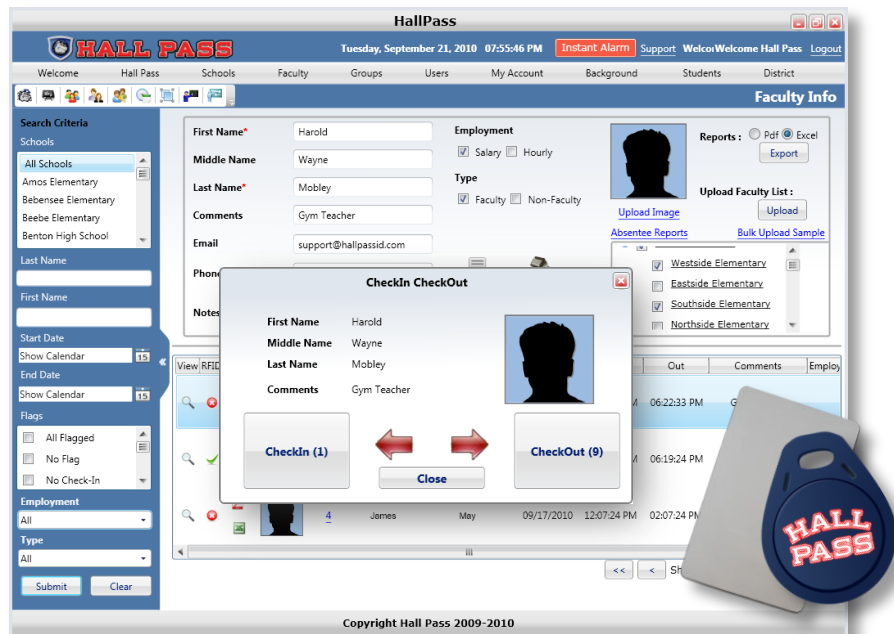 HallPass
HALL PASS
Tuesday, September 21, 2010 07:55:46 PM Instant Alarm Support WelcoWelcome Hall Pass Logout
Welcome Hall Pass Schools Faculty Groups Users My Account Background Students District
Faculty Info
Search Criteria
Schools
All Schools
Amos Elementary
Bebensee Elementary
Beebe Elementary
Benton High School
Last Name
First Name
Start Date
Show Calendar 15
End Date
Show Calendar 15
Flags
All Flagged
No Flag
No Check-In
Employment
All
Type
All
Submit Clear
First Name* Harold
Middle Name Wayne
Last Name* Mobley
Comments Gym Teacher
Email support@hallpassid.com
Phon
Notes
Employment
Salary Hourly
Type
Faculty Non-Faculty
Upload Image
Reports : Pdf Excel
Export
Upload Faculty List :
Upload
Absentee Reports Bulk Upload Sample
Westside Elementary
Eastside Elementary
Southside Elementary
Northside Elementary
CheckIn CheckOut
First Name Harold
Middle Name Wayne
Last Name Mobley
Comments Gym Teacher
CheckIn (1) CheckOut (9)
Close
View RFID Out Comments Employ
06:22:33 PM G
06:19:24 PM
4 James May 09/17/2010 12:07:24 PM 02:07:24 PM
<< < Sh
HALL PASS
Copyright Hall Pass 2009-2010